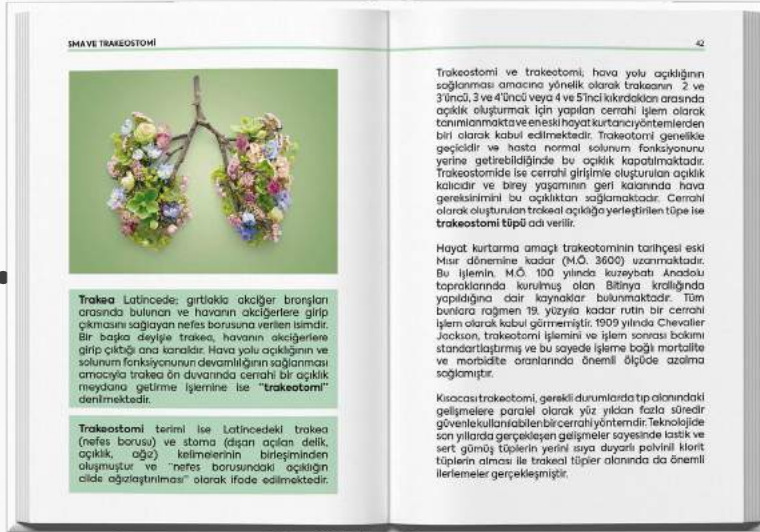 SMA VE TRAKEOSTOMİ
Trakea Latincede; gırtlakla akciğer bronşları
arasında bulunan ve havanın akciğerlere girip
çıkmasını sağlayan nefes borusuna verilen isimdir.
Bir başka deyişle trakea, havanın akciğerlere
girip çıktığı ana kanaldır. Hava yolu açıklığının ve
solunum fonksiyonunun devamlılığının sağlanması
amacıyla trakea ön duvarında cerrahi bir açıklık
meydana getirme işlemine ise "trakeotomi"
denilmektedir.
Trakeostomi terimi ise Latincedeki trakea
(nefes borusu) ve stoma (dışarı açılan delik,
açıklık, ağız) kelimelerinin birleşiminden
oluşmuştur ve "nefes borusundaki açıklığın
cilde ağızlaştırılması" olarak ifade edilmektedir.
42
Trakeostomi ve trakeotomi; hava yolu açıklığının
sağlanması amacına yönelik olarak trakeanın 2 ve
3'üncü, 3 ve 4'üncü veya 4 ve 5'inci kıkırdakları arasında
açıklık oluşturmak için yapılan cerrahi işlem olarak
tanımlanmakta ve en eski hayat kurtarıcı yöntemlerden
biri olarak kabul edilmektedir. Trakeotomi genelikle
geçicidir ve hasta normal solunum fonksiyonunu
yerine getirebildiğinde bu açıklık kapatılmaktadır.
Trakeostomide ise cerrahi girişimle oluşturulan açıklık
kalıcıdır ve birey yaşamının geri kalanında hava
gereksinimini bu açıklıktan sağlamaktadır. Cerrahi
olarak oluşturulan trakeal açıklığa yerleştirilen tüpe ise
trakeostomi tüpü adı verilir.
Hayat kurtarma amaçlı trakeotominin tarihçesi eski
Mısır dönemine kadar (M.Ö. 3600) uzanmaktadır.
Bu işlemin, M.Ö. 100 yılında kuzeybatı Anadolu
topraklarında kurulmuş olan Bitinya krallığında
yapıldığına dair kaynaklar bulunmaktadır. Tüm
bunlara rağmen 19. yüzyıla kadar rutin bir cerrahi
işlem olarak kabul görmemiştir. 1909 yılında Chevalier
Jackson, trakeotomi işlemini ve işlem sonrası bakımı
standartlaştırmış ve bu sayede işleme bağlı mortalite
ve morbidite oranlarında önemli ölçüde azalma
sağlamıştır.
Kısacası trakeotomi, gerekli durumlarda tıp alanındaki
gelişmelere paralel olarak yüz yıldan fazla süredir
güvenle kullanılabilen bir cerrahi yöntemdir. Teknolojide
son yıllarda gerçekleşen gelişmeler sayesinde lastik ve
sert gümüş tüplerin yerini ısıya duyarlı polvinil klorit
tüplerin alması ile trakeal tüpler alanında da önemli
ilerlemeler gerçekleşmiştir.